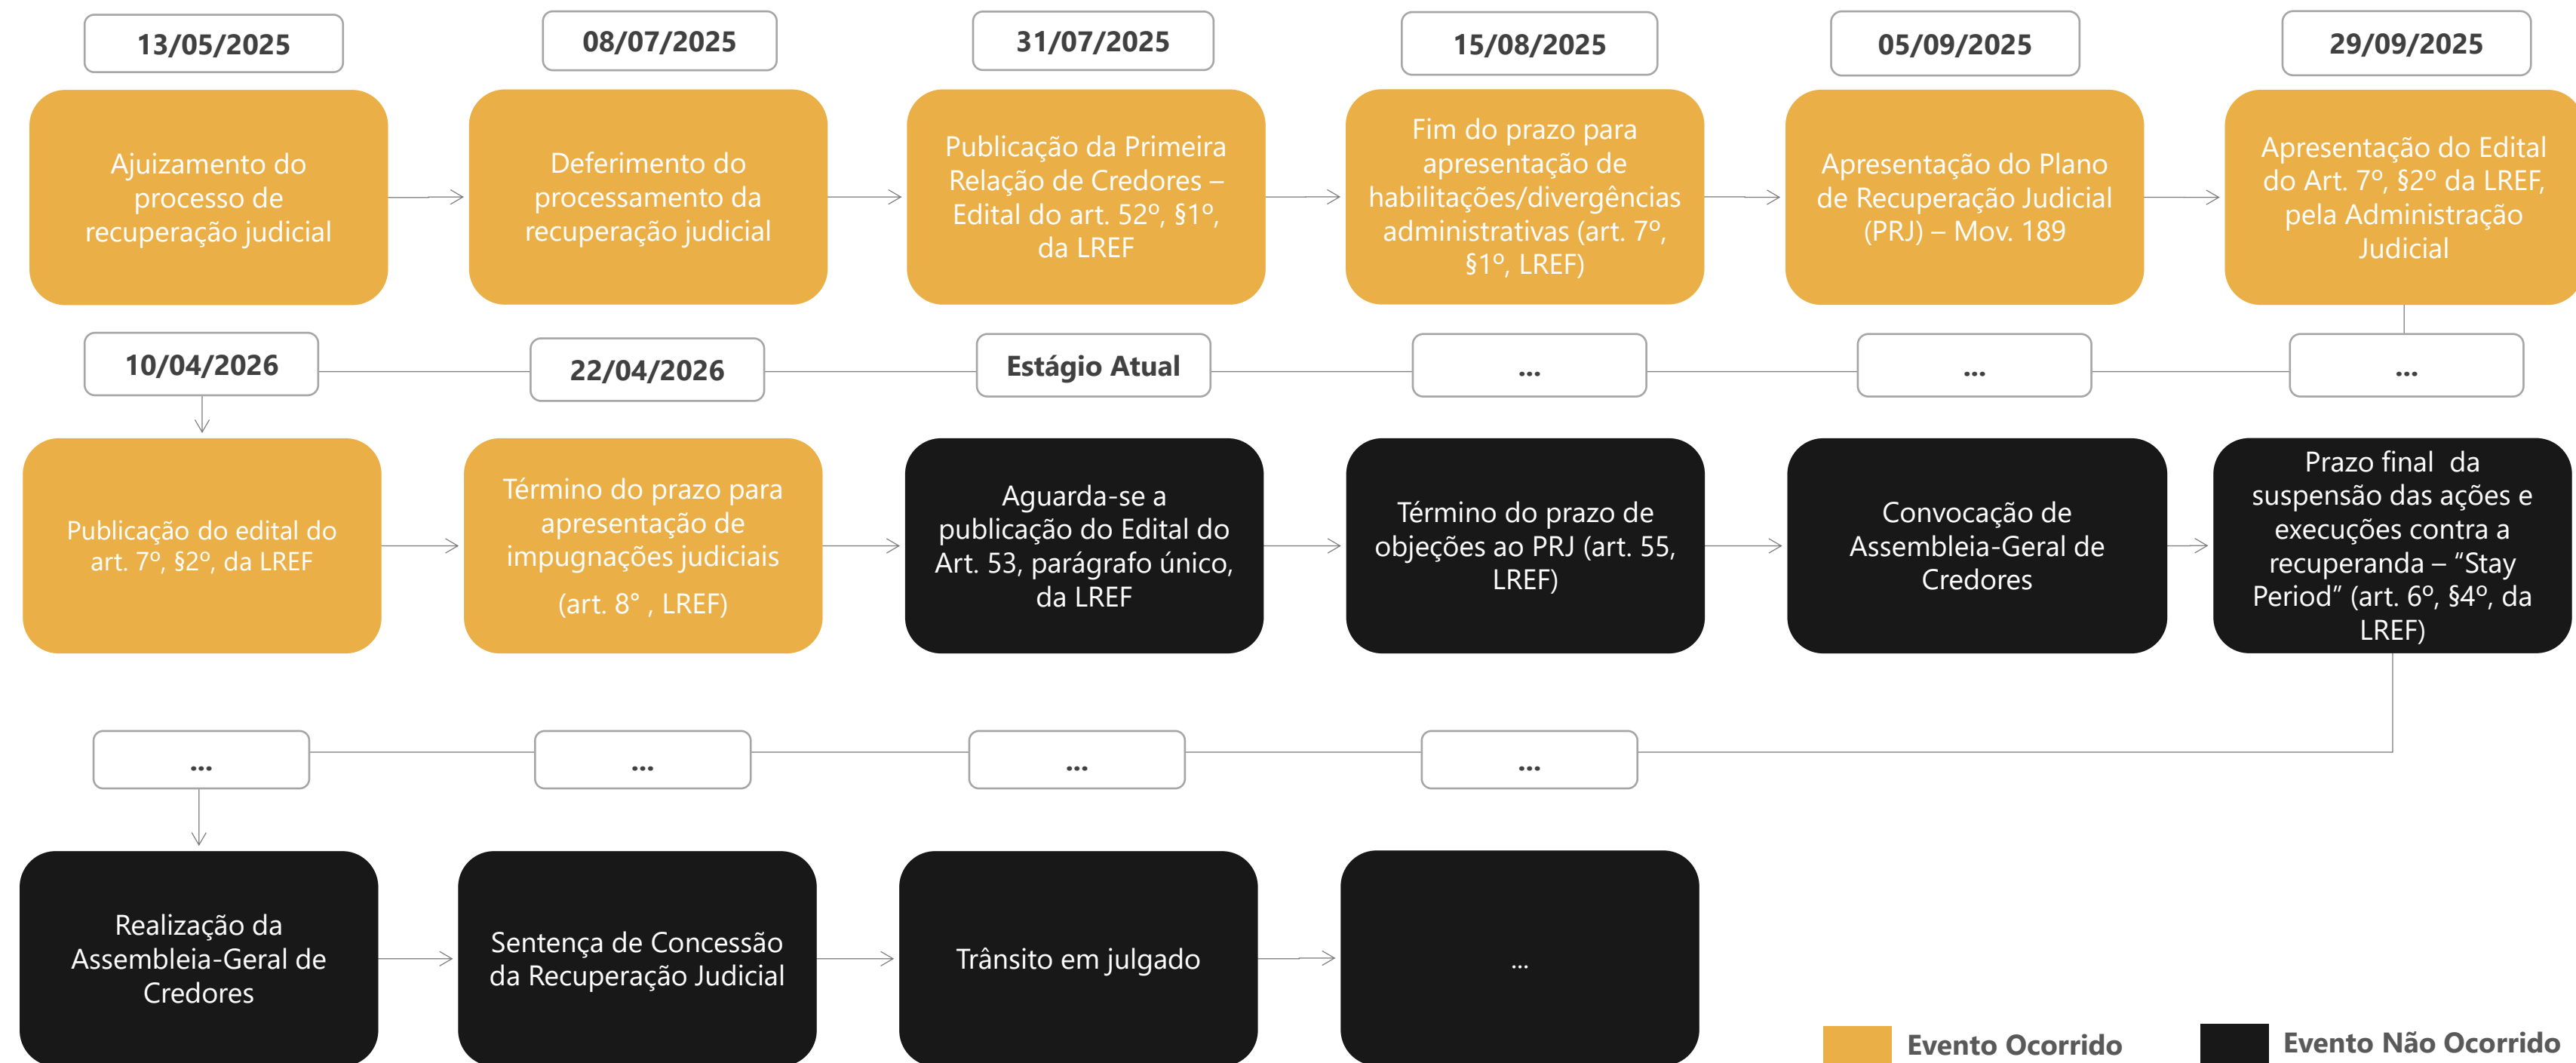 13/05/2025
08/07/2025
31/07/2025
15/08/2025
05/09/2025
29/09/2025
Ajuizamento do
processo de
recuperação judicial
Deferimento do
processamento da
recuperação judicial
Publicação da Primeira
Relação de Credores –
Edital do art. 52º, §1º,
da LREF
Fim do prazo para
apresentação de
habilitações/divergências
administrativas (art. 7º,
§1º, LREF)
Apresentação do Plano
de Recuperação Judicial
(PRJ) – Mov. 189
Apresentação do Edital
do Art. 7º, §2º da LREF,
pela Administração
Judicial
10/04/2026
22/04/2026
Estágio Atual
...
...
...
Publicação do edital do
art. 7º, §2º, da LREF
Término do prazo para
apresentação de
impugnações judiciais
(art. 8° , LREF)
Aguarda-se a
publicação do Edital do
Art. 53, parágrafo único,
da LREF
Término do prazo de
objeções ao PRJ (art. 55,
LREF)
Convocação de
Assembleia-Geral de
Credores
Prazo final  da
suspensão das ações e
execuções contra a
recuperanda – “Stay
Period” (art. 6º, §4º, da
LREF)
...
...
...
...
Realização da
Assembleia-Geral de
Credores
Sentença de Concessão
da Recuperação Judicial
Trânsito em julgado
...
Evento Ocorrido
Evento Não Ocorrido